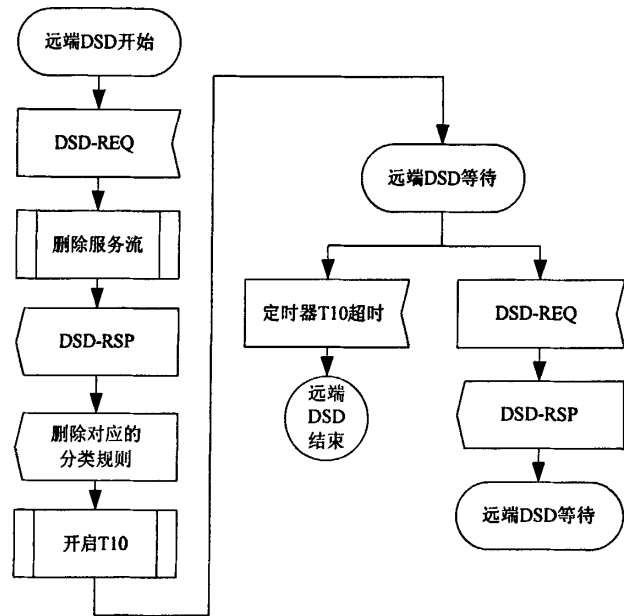 远端DSD开始
DSD-REQ
删除服务流
DSD-RSP
删除对应的
分类规则
开启T10
远端DSD等待
定时器T10超时
远端
DSD
结束
DSD-REQ
DSD-RSP
远端DSD等待